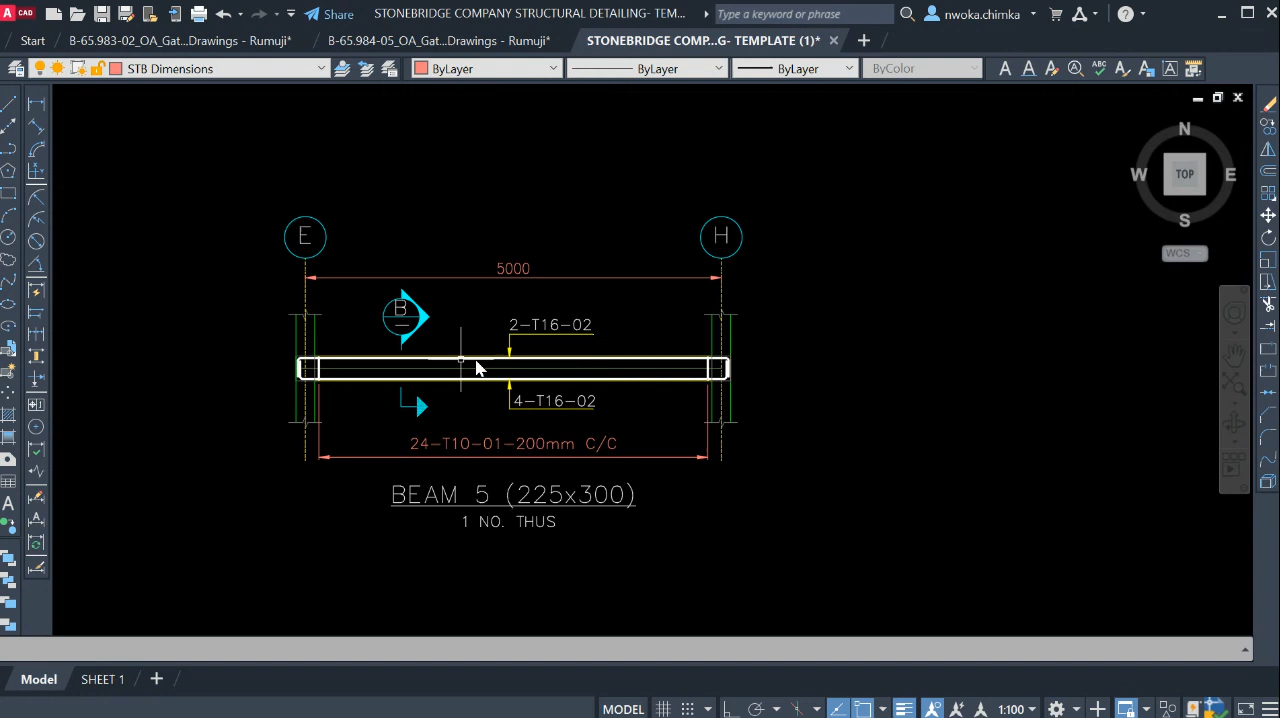 CAD
Share
STONEBRIDGE COMPANY STRUCTURAL DETAILING- TEM...
Type a keyword or phrase
nwoka.chimka
Start
B-65.983-02_OA_Gat...Drawings - Rumuji*
B-65.984-05_OA_Gat...Drawings - Rumuji*
STONEBRIDGE COMP...G- TEMPLATE (1)*
STB Dimensions
ByLayer
ByLayer
ByLayer
ByColor
N
W
TOP
E
S
WCS
E
H
5000
B
2-T16-02
4-T16-02
24-T10-01-200mm C/C
BEAM 5 (225x300)
1 NO. THUS
Model
SHEET 1
MODEL
1:100